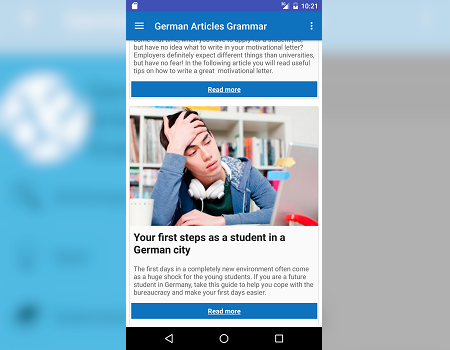 10:21
German Articles Grammar
but have no idea what to write in your motivational letter?
Employers definitely expect different things than universities,
but have no fear! In the following article you will read useful
tips on how to write a great motivational letter.
Read more
Your first steps as a student in a
German city
The first days in a completely new environment often come
as a huge shock for the young students. If you are a future
student in Germany, take this guide to help you cope with the
bureaucracy and make your first days easier.
Read more